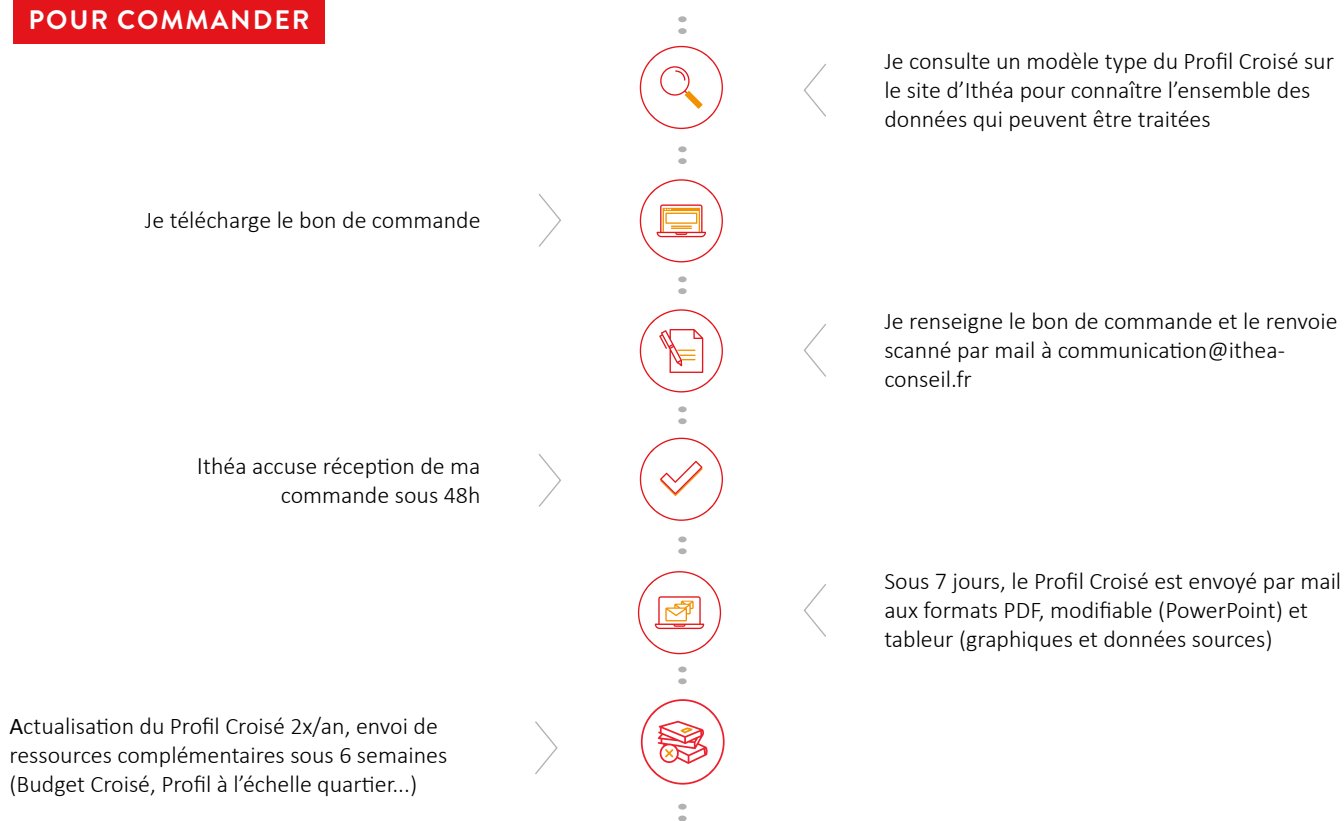 POUR COMMANDER
Je consulte un modèle type du Profil Croisé sur
le site d’Ithéa pour connaître l’ensemble des
données qui peuvent être traitées
Je télécharge le bon de commande
Je renseigne le bon de commande et le renvoie
scanné par mail à communication@ithea-
conseil.fr
Ithéa accuse réception de ma
commande sous 48h
Sous 7 jours, le Profil Croisé est envoyé par mail
aux formats PDF, modifiable (PowerPoint) et
tableur (graphiques et données sources)
Actualisation du Profil Croisé 2x/an, envoi de
ressources complémentaires sous 6 semaines
(Budget Croisé, Profil à l’échelle quartier...)